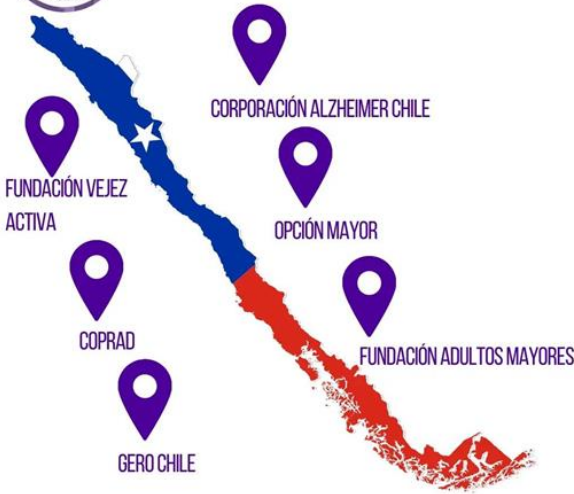 CORPORACIÓN ALZHEIMER CHILE
FUNDACIÓN VEJEZ
ACTIVA
OPCIÓN MAYOR
COPRAD
FUNDACIÓN ADULTOS MAYORES
GERO CHILE